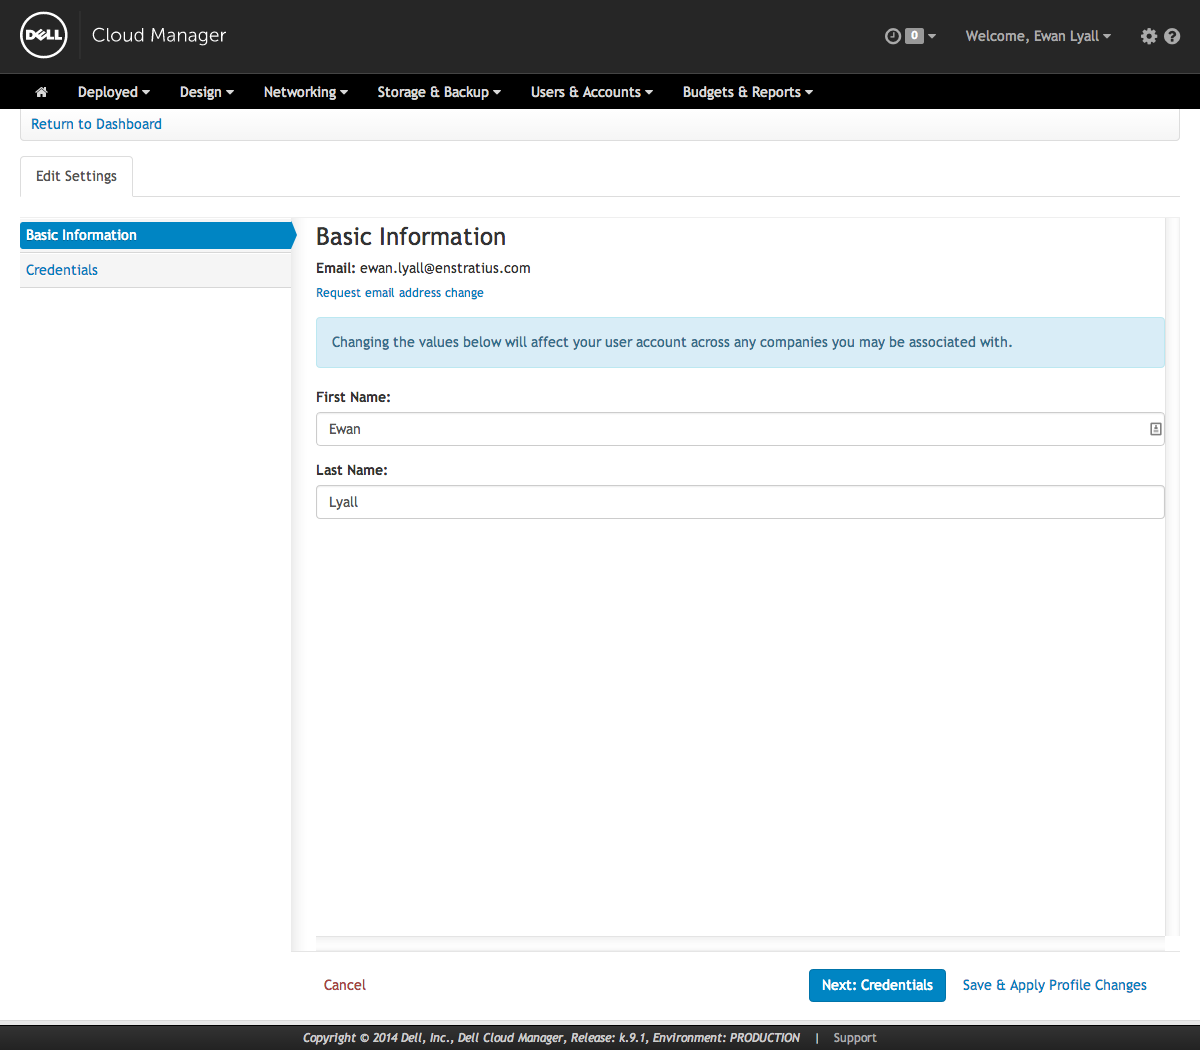 DELL Cloud Manager 0 Welcome, Ewan Lyall
Deployed Design Networking Storage & Backup Users & Accounts Budgets & Reports
Return to Dashboard
Edit Settings
Basic Information
Credentials
Basic Information
Email: ewan.lyall@enstratius.com
Request email address change
Changing the values below will affect your user account across any companies you may be associated with.
First Name:
Ewan
Last Name:
Lyall
Cancel Next: Credentials Save & Apply Profile Changes
Copyright © 2014 Dell, Inc., Dell Cloud Manager, Release: k.9.1, Environment: PRODUCTION | Support